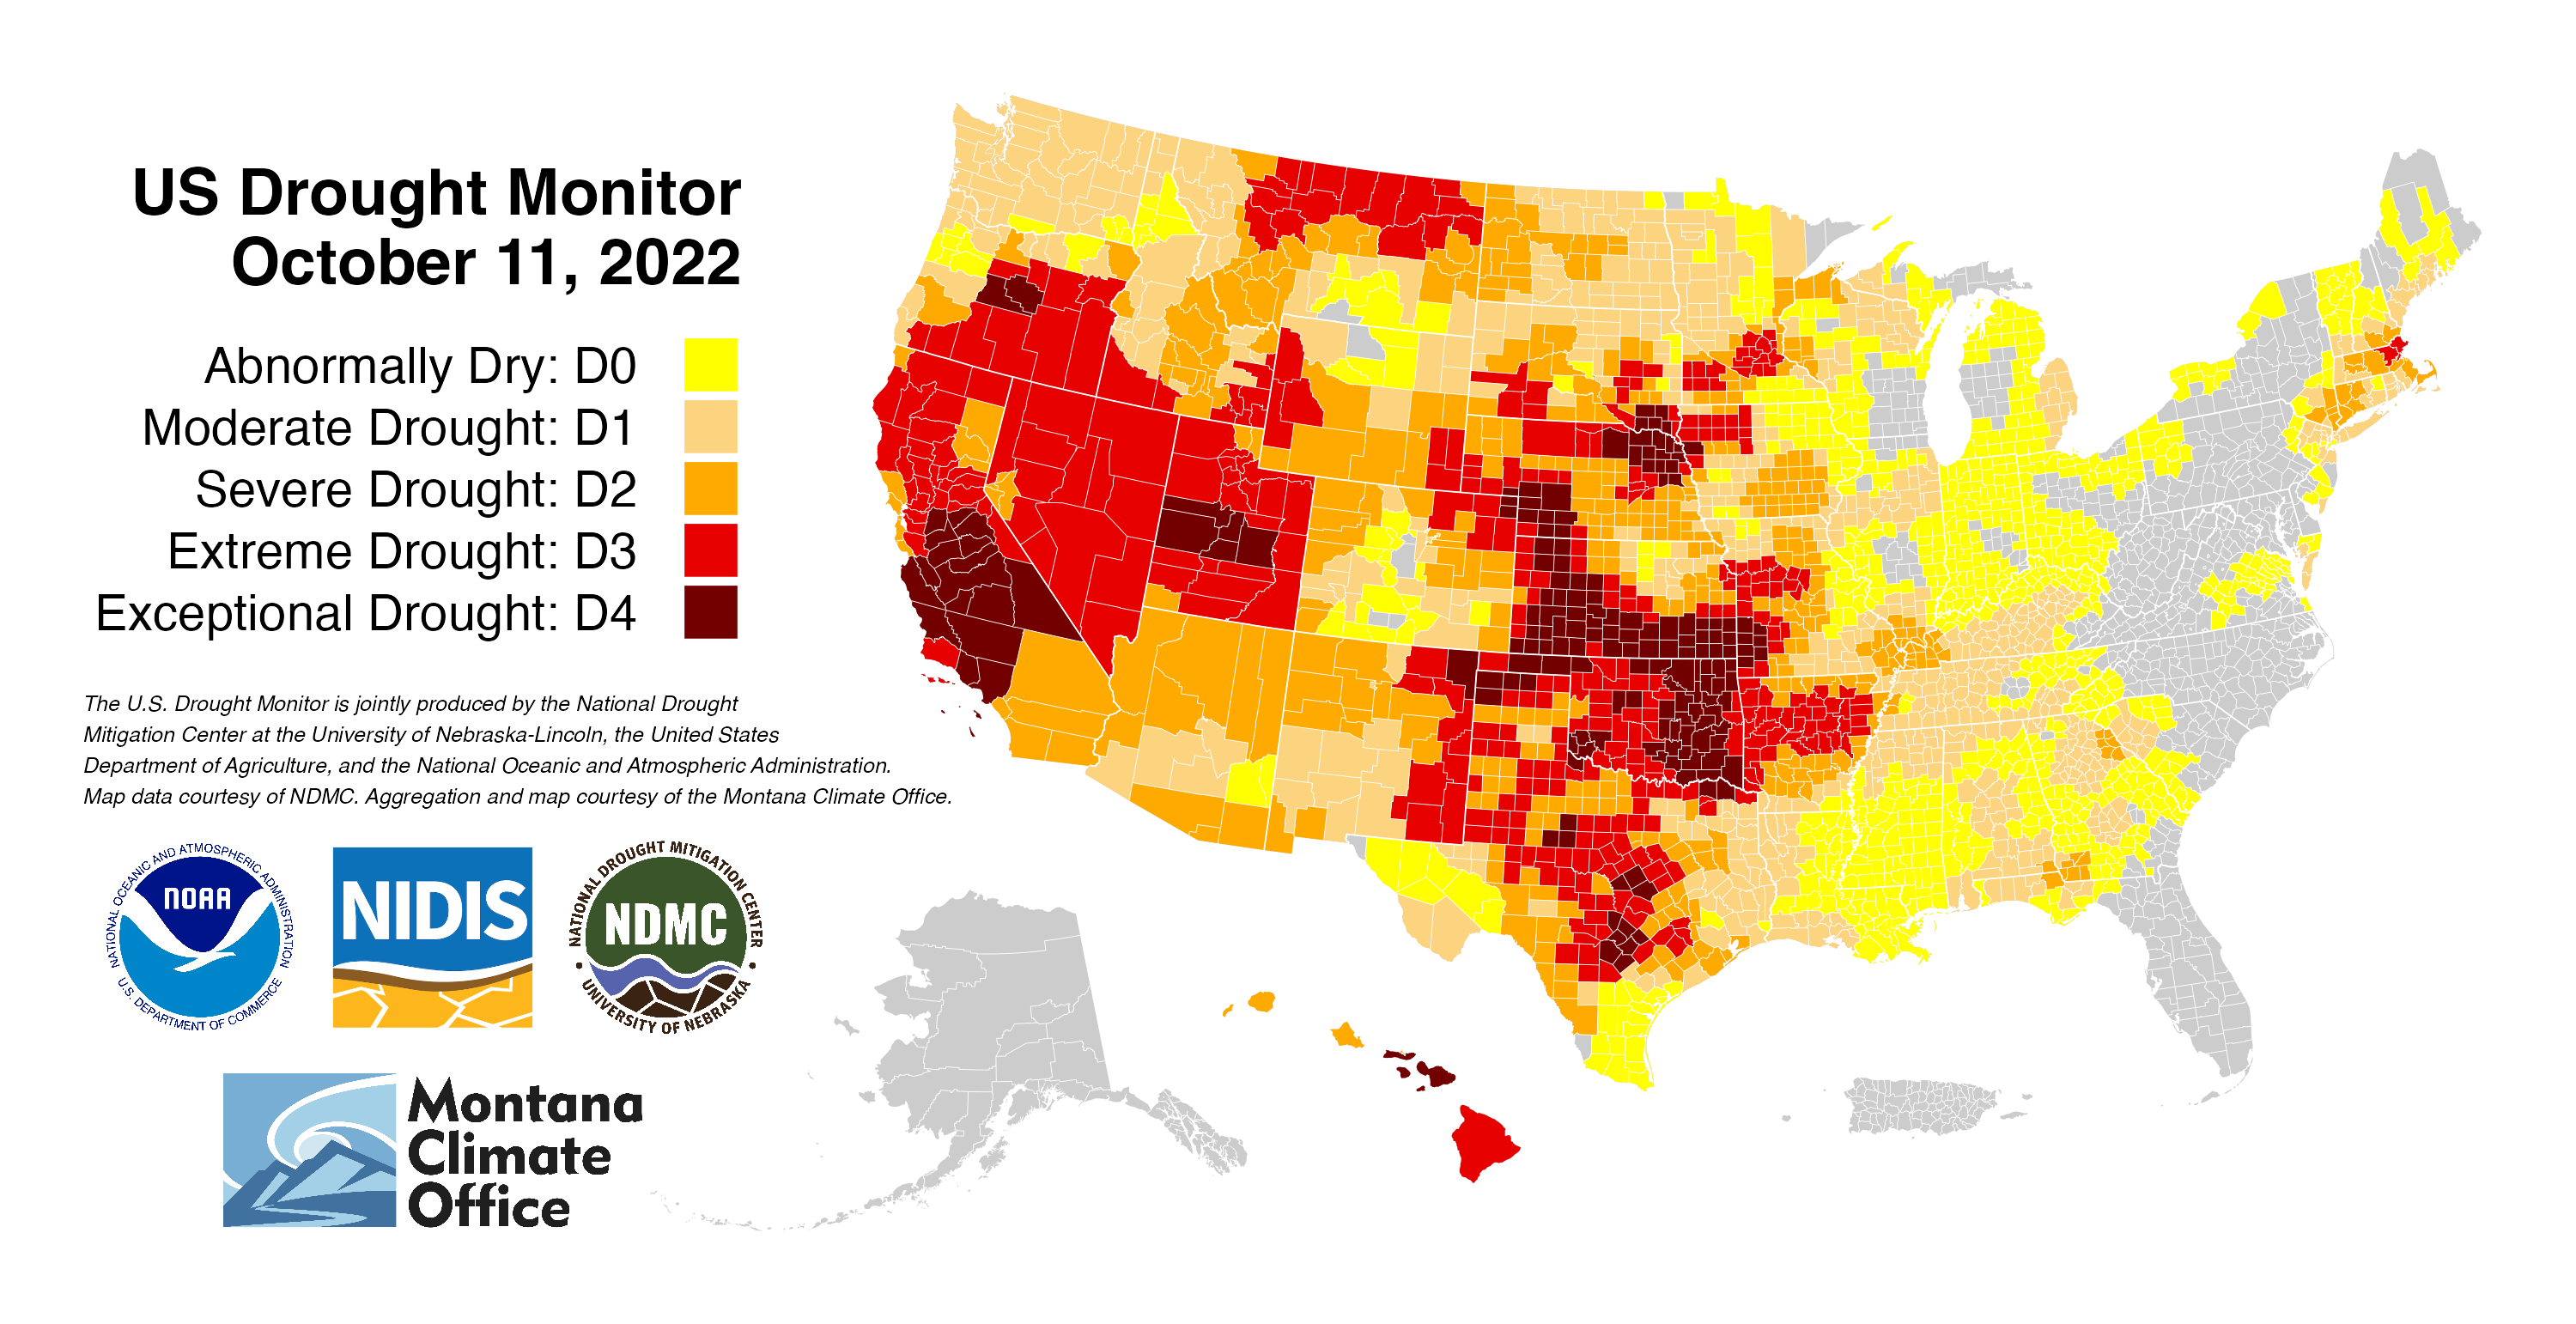 US Drought Monitor
October 11, 2022
Abnormally Dry: D0
Moderate Drought: D1
Severe Drought: D2
Extreme Drought: D3
Exceptional Drought: D4
The U.S. Drought Monitor is jointly produced by the National Drought
Mitigation Center at the University of Nebraska-Lincoln, the United States
Department of Agriculture, and the National Oceanic and Atmospheric Administration.
Map data courtesy of NDMC. Aggregation and map courtesy of the Montana Climate Office.
NATIONAL OCEANIC AND ATMOSPHERIC ADMINISTRATION
NOAA
U.S. DEPARTMENT OF COMMERCE
NIDIS
NATIONAL DROUGHT MITIGATION CENTER
NDMC
UNIVERSITY OF NEBRASKA
Montana
Climate
Office